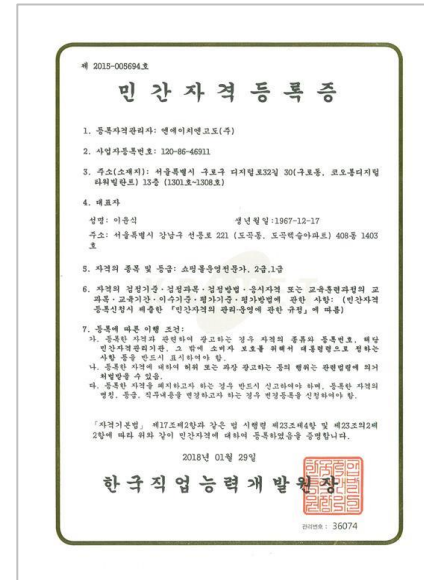 제 2015-005694호
민간자격등록증
1. 등록자격관리자: 엔에이치엔고도(주)
2. 사업자등록번호: 120-86-46911
3. 주소(소재지): 서울특별시 구로구 디지털로32길 30(구로동, 코오롱디지털
타워빌란트) 13층 (1301호~1308호)
4. 대표자
성명: 이윤식 생년월일:1967-12-17
주소: 서울특별시 강남구 선릉로 221 (도곡동, 도곡렉슬아파트) 408동 1403
호
5. 자격의 종목 및 등급: 쇼핑몰운영전문가, 2급,1급
6. 자격의 검정기준·검정과목·검정방법·응시자격 또는 교육훈련과정의 교
과목·교육기간·이수기준·평가기준·평가방법에 관한 사항: (민간자격
등록신청시 제출한 「민간자격의 관리·운영에 관한 규정」에 따름)
7. 등록에 따른 이행 조건:
가. 등록한 자격과 관련하여 광고하는 경우 자격의 종류와 등록번호, 해당
민간자격관리기관, 그 밖에 소비자 보호를 위해서 대통령령으로 정하는
사항 등을 반드시 표시하여야 함.
나. 등록한 자격에 대하여 허위 또는 과장 광고하는 등의 행위는 관련법령에 의거
처벌받을 수 있음.
다. 등록한 자격을 폐지하고자 하는 경우 반드시 신고하여야 하며, 등록한 자격의
명칭, 등급, 직무내용을 변경하고자 하는 경우 변경등록을 신청하여야 함.
「자격기본법」 제17조제2항과 같은 법 시행령 제23조제4항 및 제23조의2제
2항에 따라 위와 같이 민간자격에 대하여 등록하였음을 증명합니다.
2018년 01월 29일
한국직업능력개발원장
관리번호 : 36074